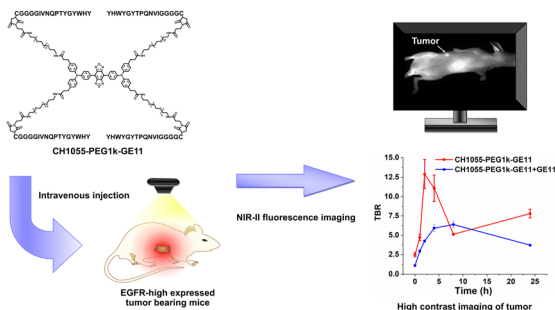 CGGGGIVNQPTYGYWHY YHWYGYTPQNVIGGGGC
CGGGGIVNQPTYGYWHY YHWYGYTPQNVIGGGGC
CH1055-PEG1k-GE11
Tumor
Intravenous injection
NIR-II fluorescence imaging
EGFR-high expressed
tumor bearing mice
CH1055-PEG1k-GE11
CH1055-PEG1k-GE11+GE11
TBR
15.0
12.5
10.0
7.5
5.0
2.5
0.0
0 5 10 15 20 25
Time (h)
High contrast imaging of tumor